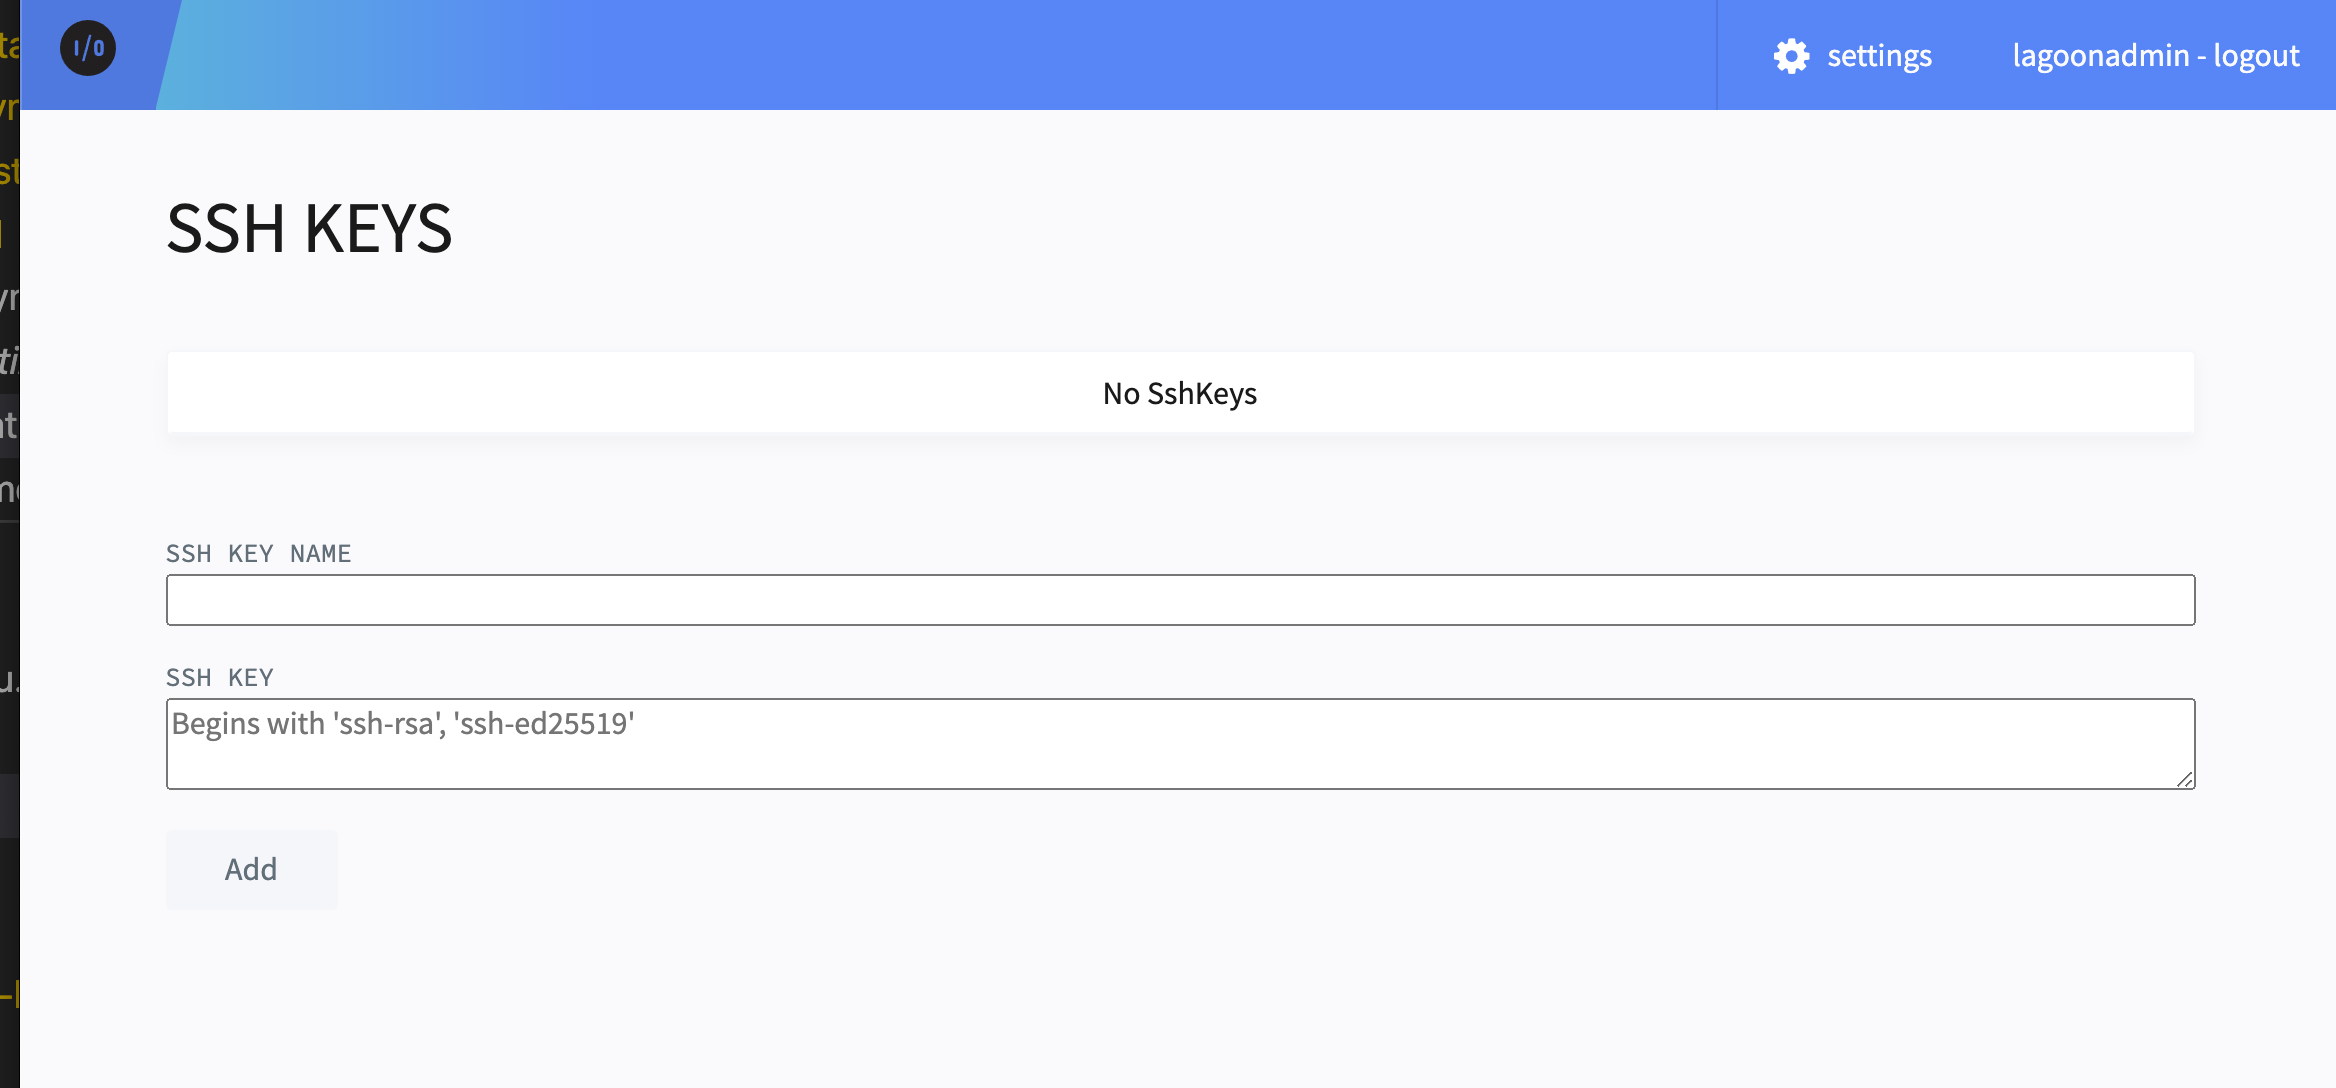 I/O
settings
lagoonadmin - logout
SSH KEYS
No SshKeys
SSH KEY NAME
SSH KEY
Begins with 'ssh-rsa', 'ssh-ed25519'
Add